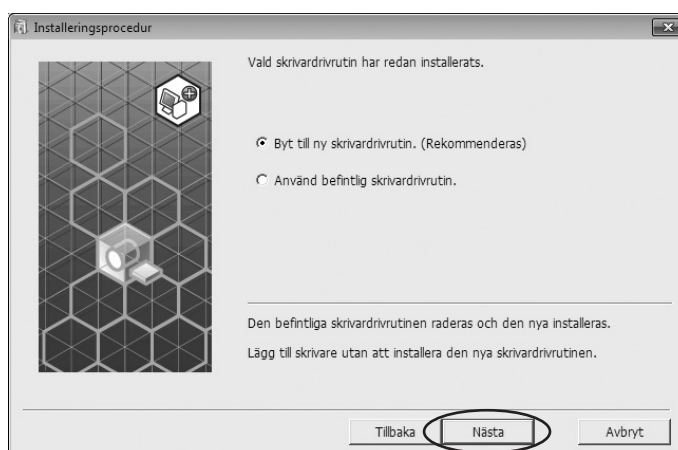 Installeringsprocedur
Vald skrivardrivrutin har redan installerats.
Byt till ny skrivardrivrutin. (Rekommenderas)
Använd befintlig skrivardrivrutin.
Den befintliga skrivardrivrutinen raderas och den nya installeras.
Lägg till skrivare utan att installera den nya skrivardrivrutinen.
Tillbaka
Nästa
Avbryt